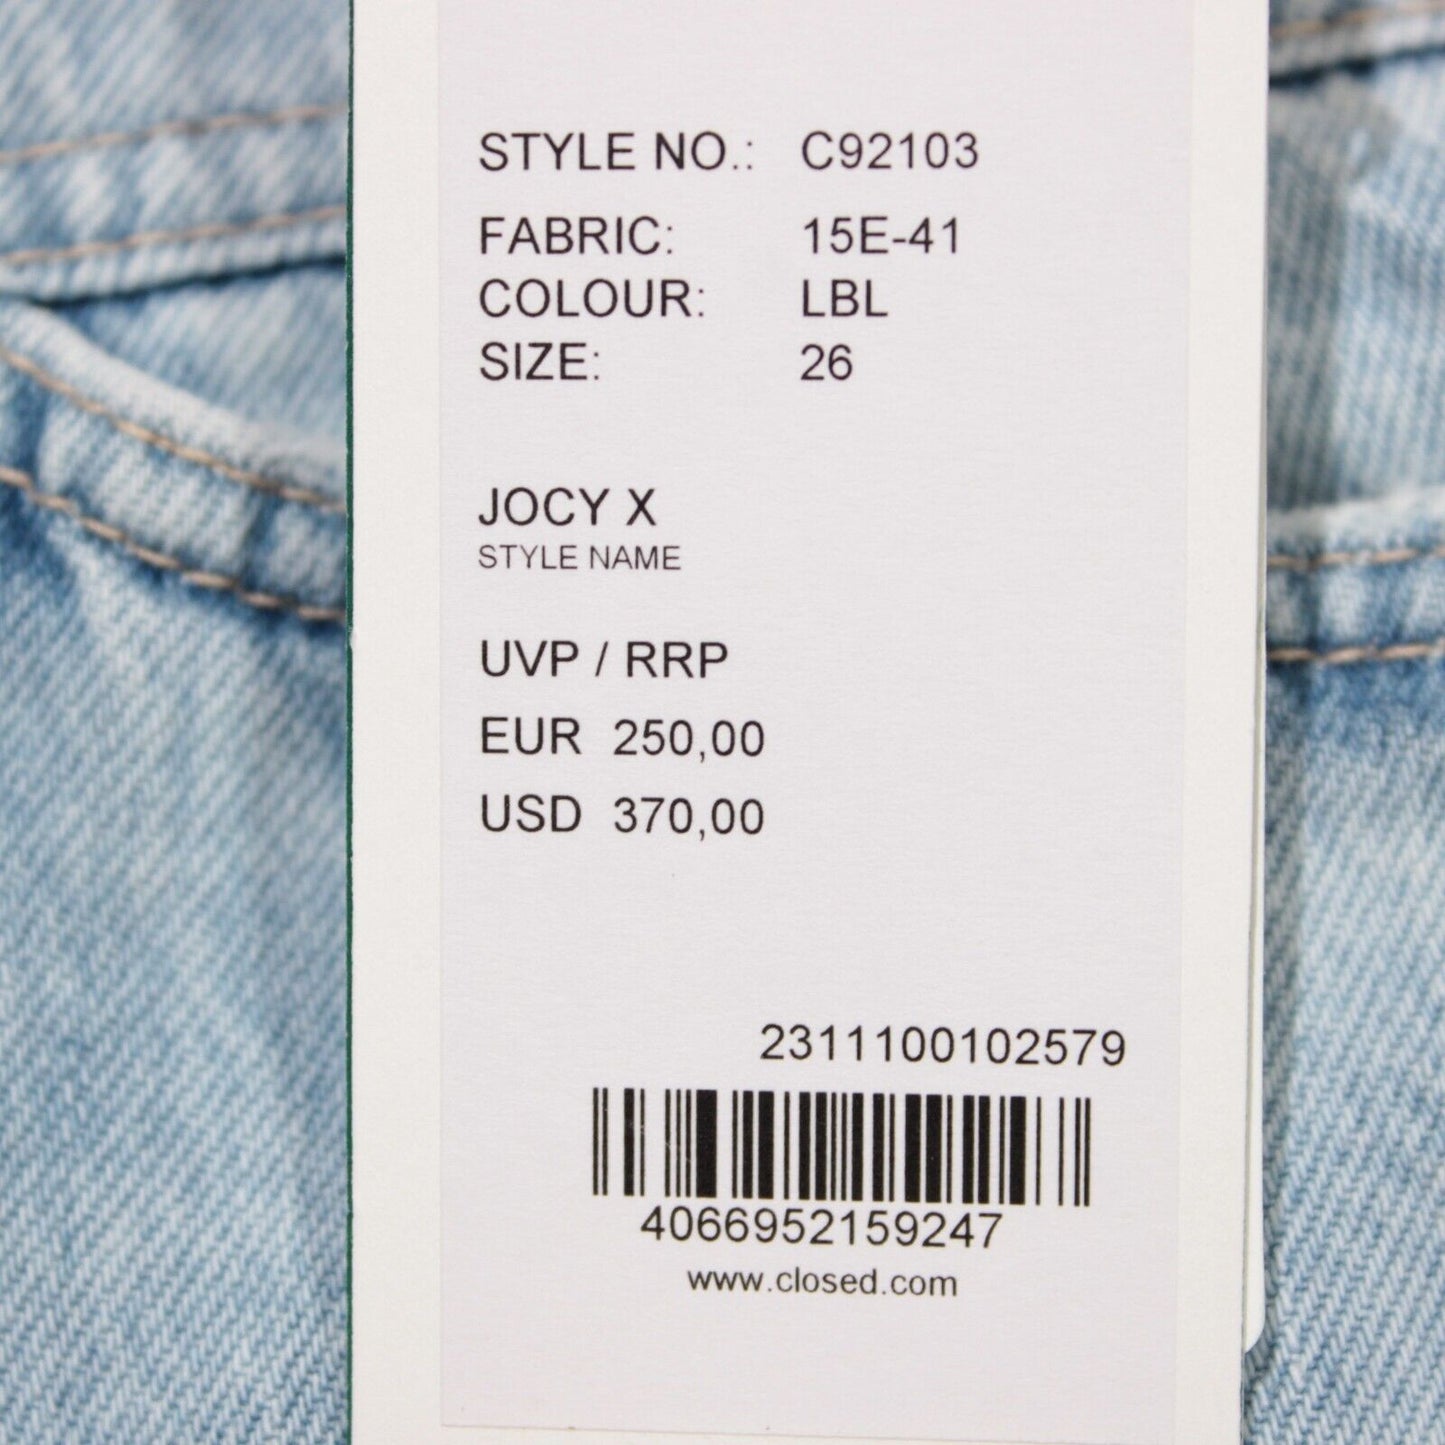 STYLE NO.: C92103
FABRIC: 15E-41
COLOUR: LBL
SIZE: 26
JOCY X
STYLE NAME
UVP / RRP
EUR 250,00
USD 370,00
2311100102579
4066952159247
www.closed.com